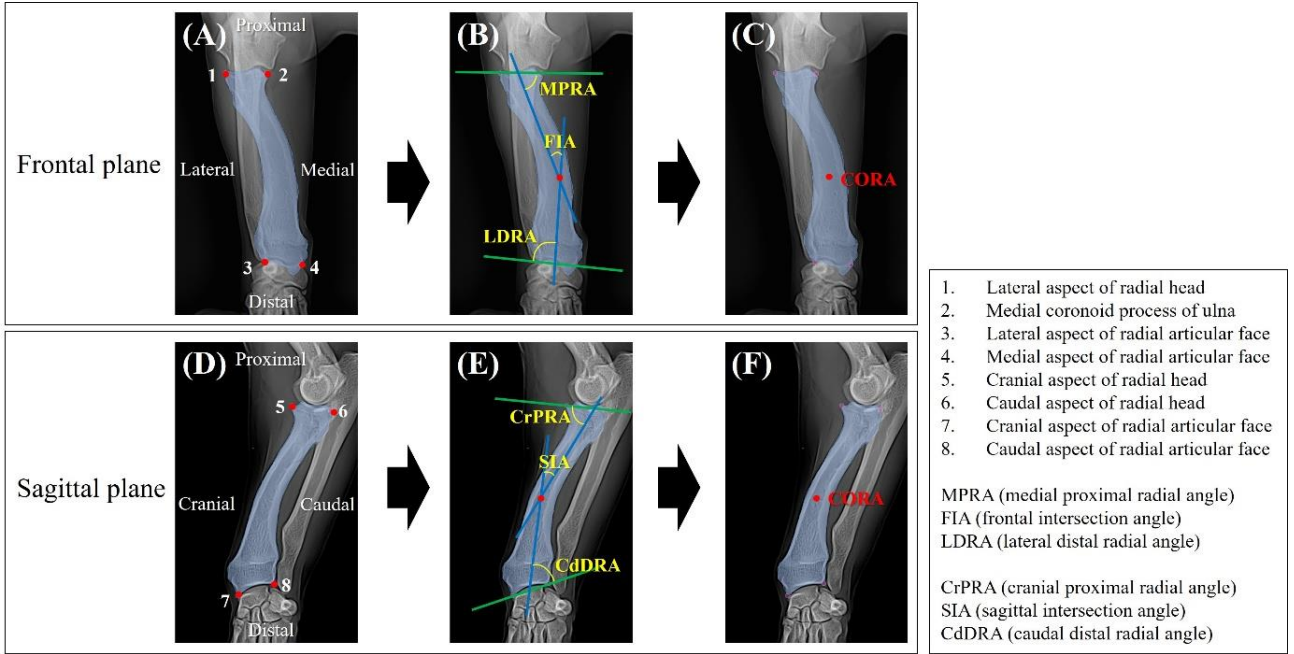 Frontal plane
(A)
Proximal
1
2
Lateral
Medial
3
4
Distal
(B)
MPRA
FIA
LDRA
(C)
CORA
Sagittal plane
(D)
Proximal
5
6
Cranial
Caudal
7
8
Distal
(E)
CrPRA
SIA
CdDRA
(F)
CORA
1. Lateral aspect of radial head
2. Medial coronoid process of ulna
3. Lateral aspect of radial articular face
4. Medial aspect of radial articular face
5. Cranial aspect of radial head
6. Caudal aspect of radial head
7. Cranial aspect of radial articular face
8. Caudal aspect of radial articular face
MPRA (medial proximal radial angle)
FIA (frontal intersection angle)
LDRA (lateral distal radial angle)
CrPRA (cranial proximal radial angle)
SIA (sagittal intersection angle)
CdDRA (caudal distal radial angle)